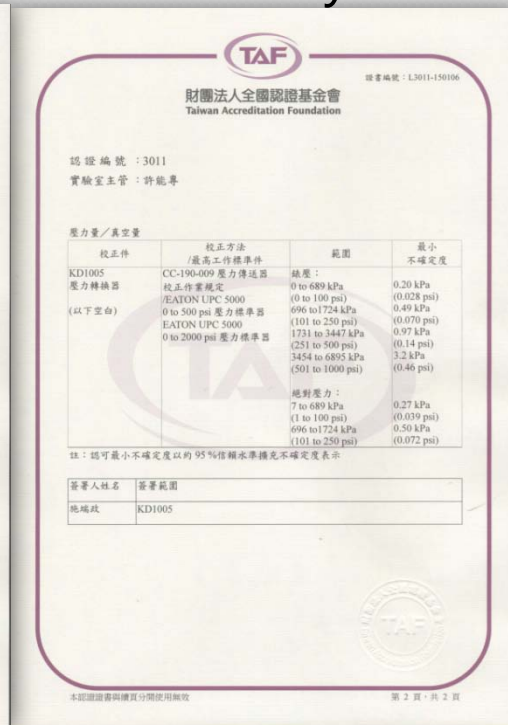 TAF
證書編號：L3011-150106
財團法人全國認證基金會
Taiwan Accreditation Foundation
認證編號：3011
實驗室主管：許能專
壓力量／真空量
校正件 校正方法/最高工作標準件 範圍 最小不確定度
KD1005 CC-190-009 壓力傳送器 錶壓：
壓力轉換器 校正作業規定 0 to 689 kPa 0.20 kPa
/EATON UPC 5000 (0 to 100 psi) (0.028 psi)
(以下空白) 0 to 500 psi 壓力標準器 696 to1724 kPa 0.49 kPa
EATON UPC 5000 (101 to 250 psi) (0.070 psi)
0 to 2000 psi 壓力標準器 1731 to 3447 kPa 0.97 kPa
(251 to 500 psi) (0.14 psi)
3454 to 6895 kPa 3.2 kPa
(501 to 1000 psi) (0.46 psi)
絕對壓力：
7 to 689 kPa 0.27 kPa
(1 to 100 psi) (0.039 psi)
696 to1724 kPa 0.50 kPa
(101 to 250 psi) (0.072 psi)
註：認可最小不確定度以約 95 %信賴水準擴充不確定度表示
簽署人姓名 簽署範圍
施瑞政 KD1005
TAF
本認證證書與續頁分開使用無效
第 2 頁，共 2 頁